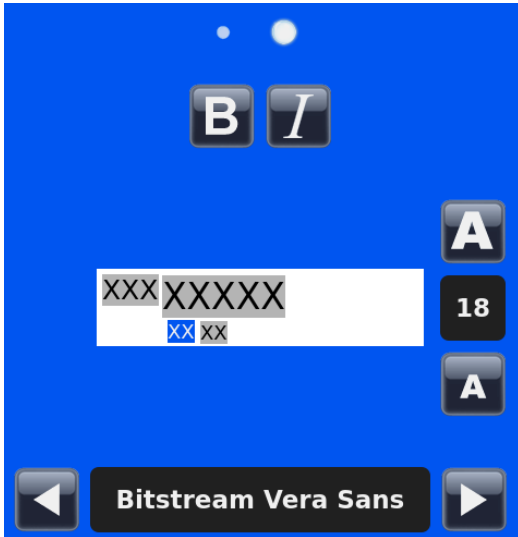 B I
A
XXX XXXXX
18
XX XX
A
Bitstream Vera Sans